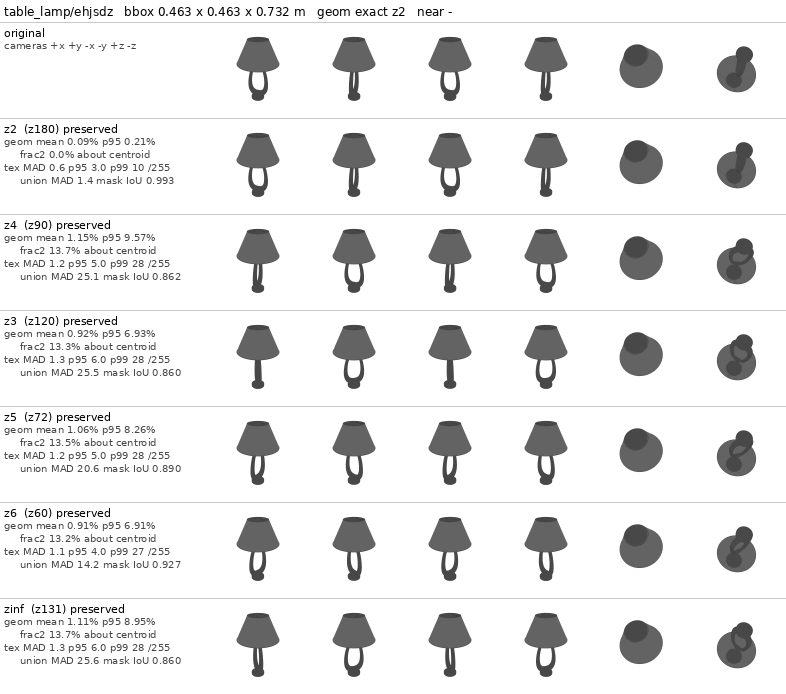 table_lamp/ehjsdz bbox 0.463 x 0.463 x 0.732 m geom exact z2 near -
original
cameras +x +y -x -y +z -z
z2 (z180) preserved
geom mean 0.09% p95 0.21%
frac2 0.0% about centroid
tex MAD 0.6 p95 3.0 p99 10 /255
union MAD 1.4 mask IoU 0.993
z4 (z90) preserved
geom mean 1.15% p95 9.57%
frac2 13.7% about centroid
tex MAD 1.2 p95 5.0 p99 28 /255
union MAD 25.1 mask IoU 0.862
z3 (z120) preserved
geom mean 0.92% p95 6.93%
frac2 13.3% about centroid
tex MAD 1.3 p95 6.0 p99 28 /255
union MAD 25.5 mask IoU 0.860
z5 (z72) preserved
geom mean 1.06% p95 8.26%
frac2 13.5% about centroid
tex MAD 1.2 p95 5.0 p99 28 /255
union MAD 20.6 mask IoU 0.890
z6 (z60) preserved
geom mean 0.91% p95 6.91%
frac2 13.2% about centroid
tex MAD 1.1 p95 4.0 p99 27 /255
union MAD 14.2 mask IoU 0.927
zinf (z131) preserved
geom mean 1.11% p95 8.95%
frac2 13.7% about centroid
tex MAD 1.3 p95 6.0 p99 28 /255
union MAD 25.6 mask IoU 0.860